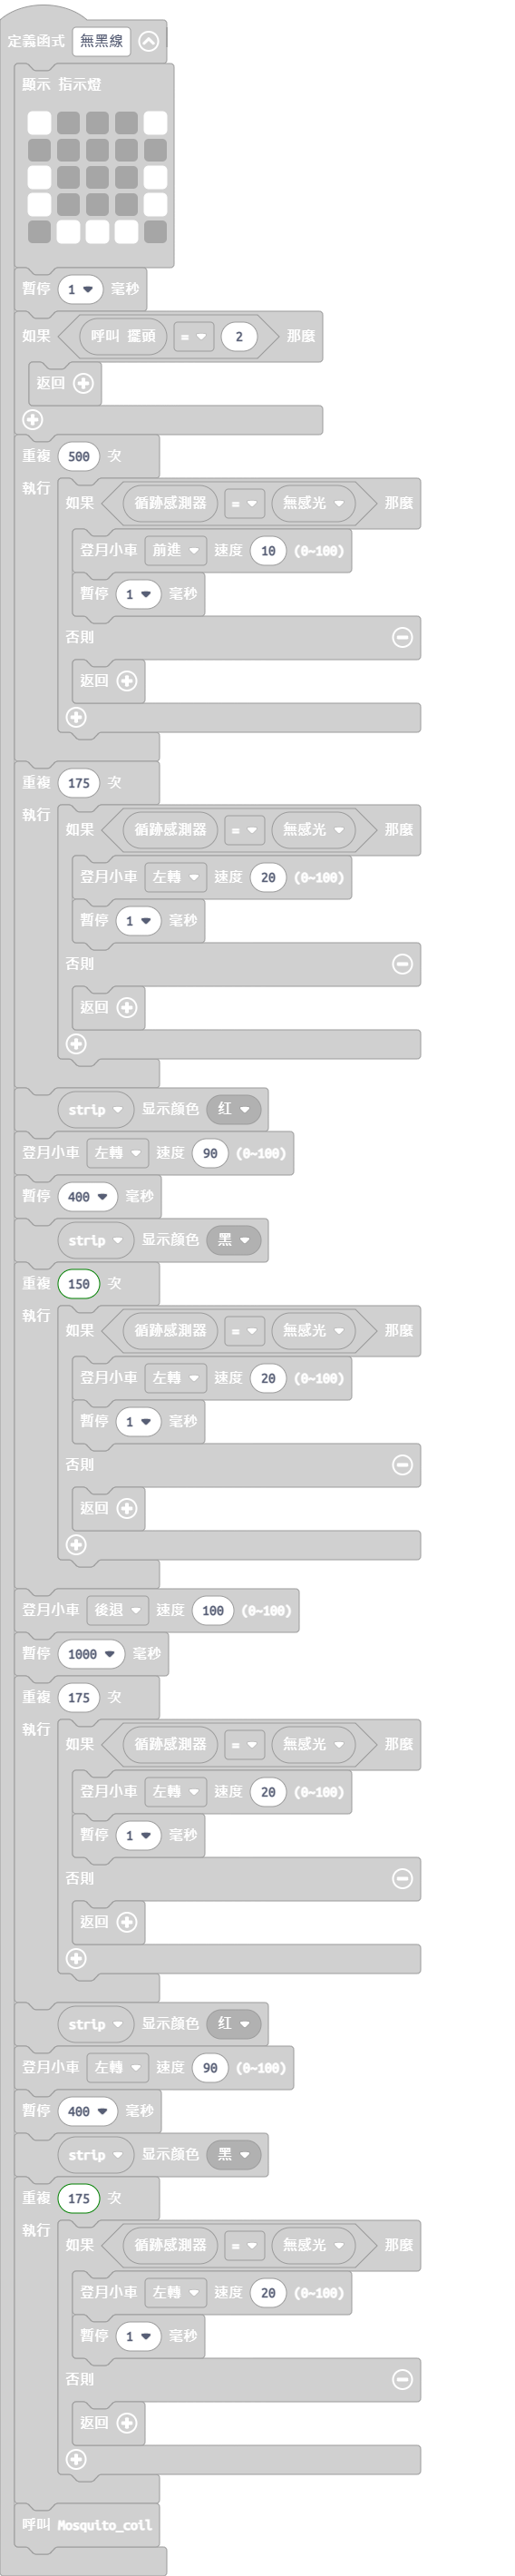 定義函式 無黑線
顯示 指示燈
暫停 1 毫秒
如果 呼叫 擺頭 = 2 那麼
返回
重複 500 次
執行
如果 循跡感測器 = 無感光 那麼
登月小車 前進 速度 10 (0~100)
暫停 1 毫秒
否則
返回
重複 175 次
執行
如果 循跡感測器 = 無感光 那麼
登月小車 左轉 速度 20 (0~100)
暫停 1 毫秒
否則
返回
strip 显示颜色 红
登月小車 左轉 速度 90 (0~100)
暫停 400 毫秒
strip 显示颜色 黑
重複 150 次
執行
如果 循跡感測器 = 無感光 那麼
登月小車 左轉 速度 20 (0~100)
暫停 1 毫秒
否則
返回
登月小車 後退 速度 100 (0~100)
暫停 1000 毫秒
重複 175 次
執行
如果 循跡感測器 = 無感光 那麼
登月小車 左轉 速度 20 (0~100)
暫停 1 毫秒
否則
返回
strip 显示颜色 红
登月小車 左轉 速度 90 (0~100)
暫停 400 毫秒
strip 显示颜色 黑
重複 175 次
執行
如果 循跡感測器 = 無感光 那麼
登月小車 左轉 速度 20 (0~100)
暫停 1 毫秒
否則
返回
呼叫 Mosquito_coil